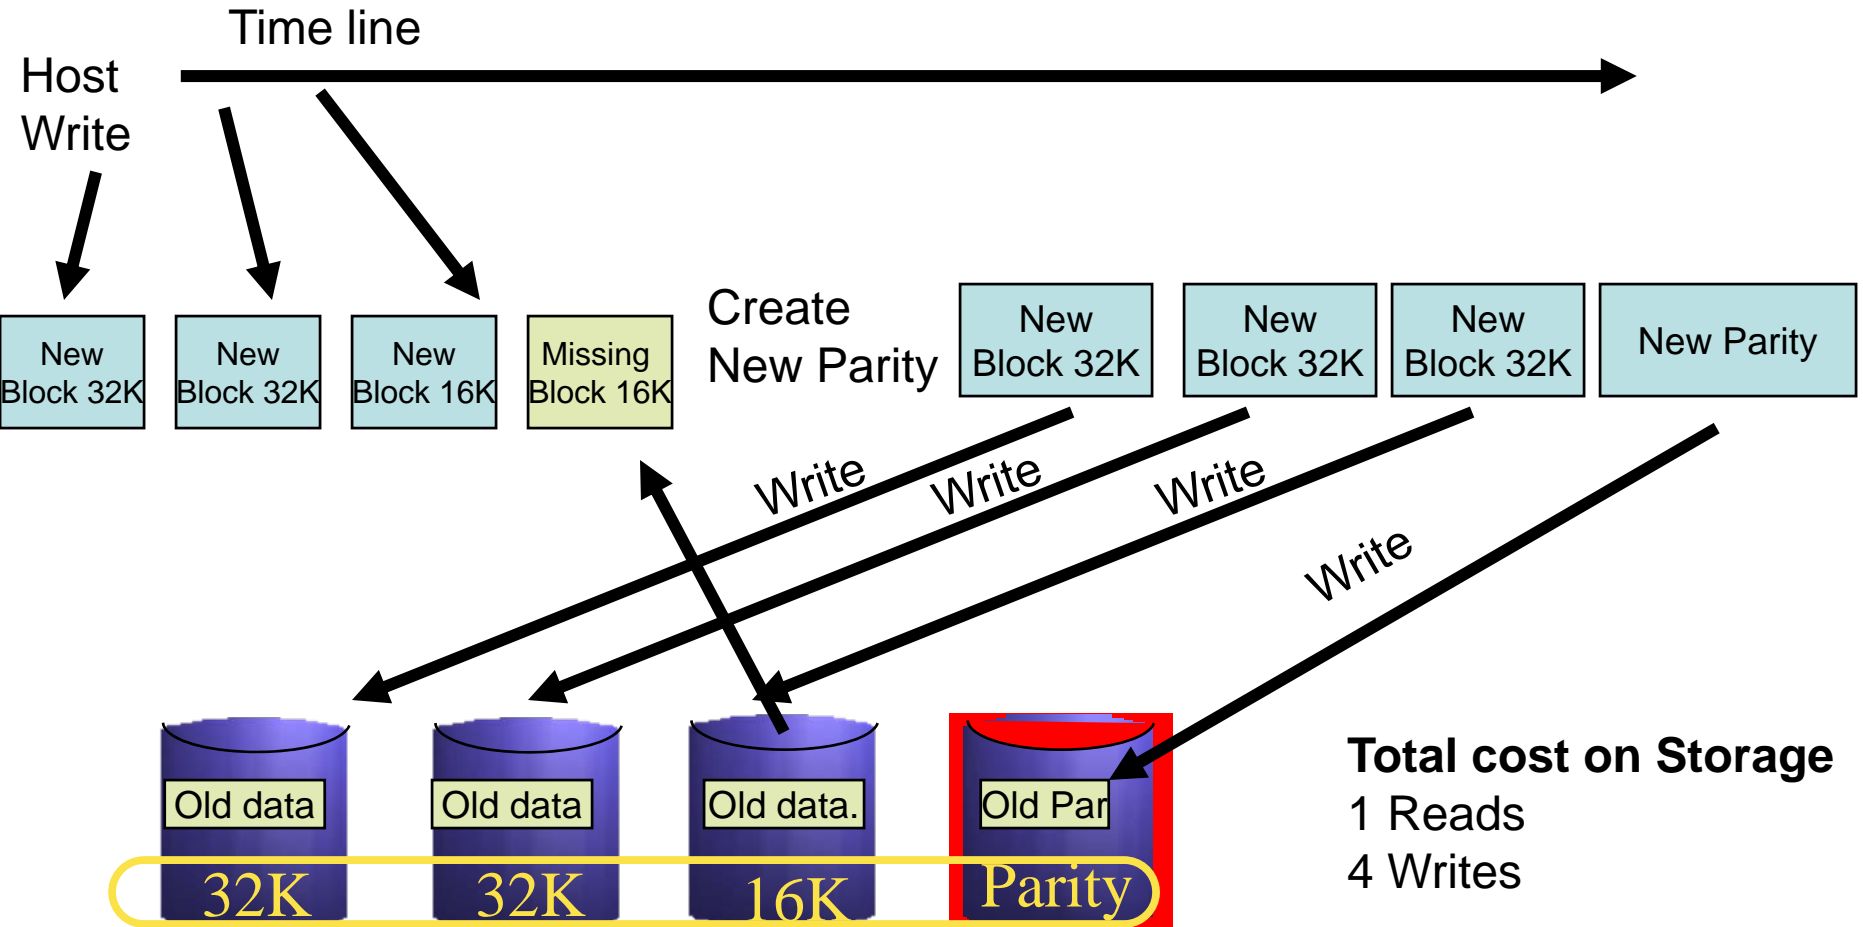 Time line
Host
Write
New
Block 32K
New
Block 32K
New
Block 16K
Missing
Block 16K
Create
New Parity
New
Block 32K
New
Block 32K
New
Block 32K
New Parity
Write
Write
Write
Write
Old data
Old data
Old data.
Old Par
32K
32K
16K
Parity
Total cost on Storage
1 Reads
4 Writes